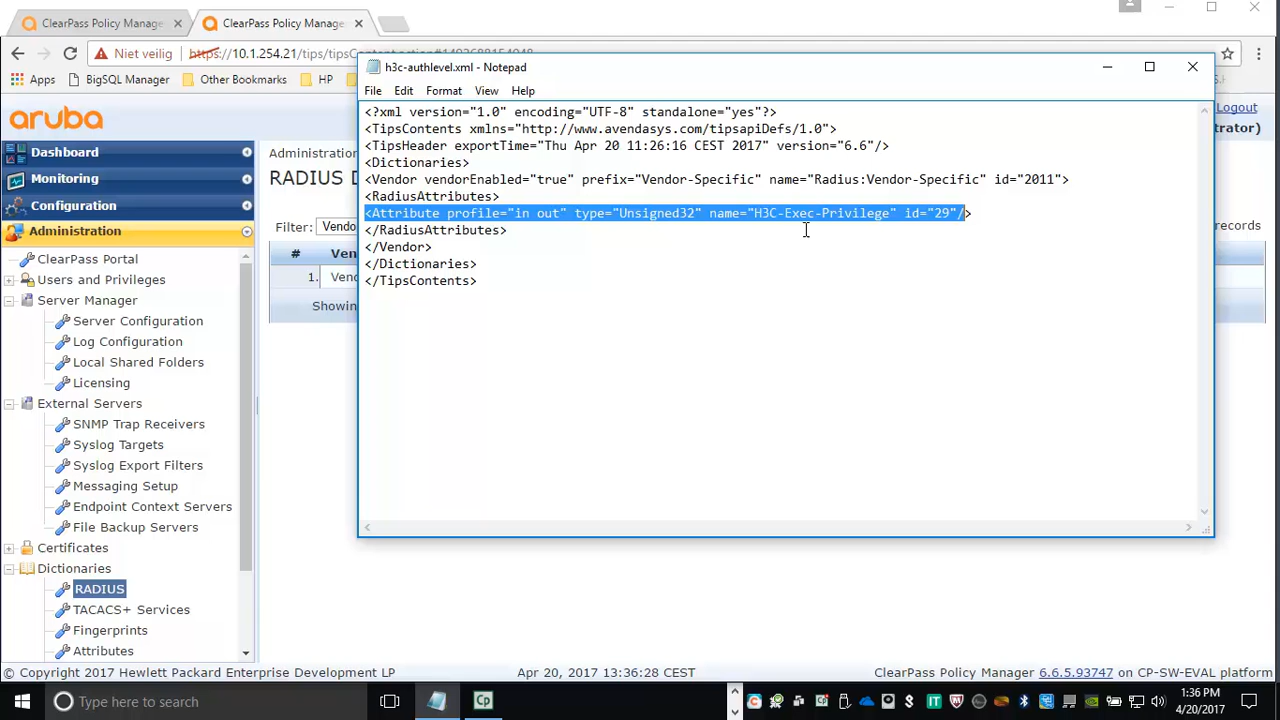 ClearPass Policy Manage
ClearPass Policy Manage
Niet veilig
https://10.1.254.21/tips/tipsContent.action#1492688154048
Apps
BigSQL Manager
Other Bookmarks
HP
h3c-authlevel.xml - Notepad
File Edit Format View Help
<?xml version="1.0" encoding="UTF-8" standalone="yes"?>
<TipsContents xmlns="http://www.avendasys.com/tipsapiDefs/1.0">
<TipsHeader exportTime="Thu Apr 20 11:26:16 CEST 2017" version="6.6"/>
<Dictionaries>
<Vendor vendorEnabled="true" prefix="Vendor-Specific" name="Radius:Vendor-Specific" id="2011">
<RadiusAttributes>
<Attribute profile="in out" type="Unsigned32" name="H3C-Exec-Privilege" id="29"/>
</RadiusAttributes>
</Vendor>
</Dictionaries>
</TipsContents>
aruba
Logout
Dashboard
Monitoring
Configuration
Administration
ClearPass Portal
Users and Privileges
Server Manager
Server Configuration
Log Configuration
Local Shared Folders
Licensing
External Servers
SNMP Trap Receivers
Syslog Targets
Syslog Export Filters
Messaging Setup
Endpoint Context Servers
File Backup Servers
Certificates
Dictionaries
RADIUS
TACACS+ Services
Fingerprints
Attributes
Admin
RADIUS D
Filter: Vendo
records
# Ven
1. Vend
Showin
© Copyright 2017 Hewlett Packard Enterprise Development LP
Apr 20, 2017 13:36:28 CEST
ClearPass Policy Manager 6.6.5.93747 on CP-SW-EVAL platform
Type here to search
Cp
1:36 PM
4/20/2017